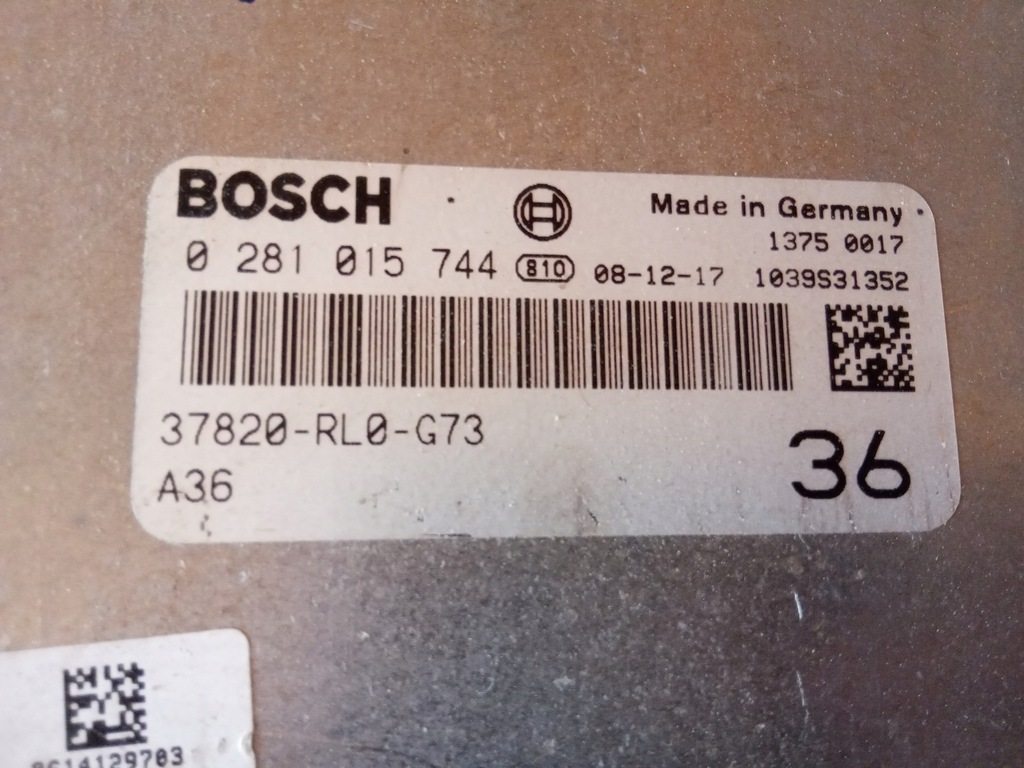 BOSCH Made in Germany
1375 0017
0 281 015 744 810 08-12-17 1039S31352
37820-RL0-G73
A36 36